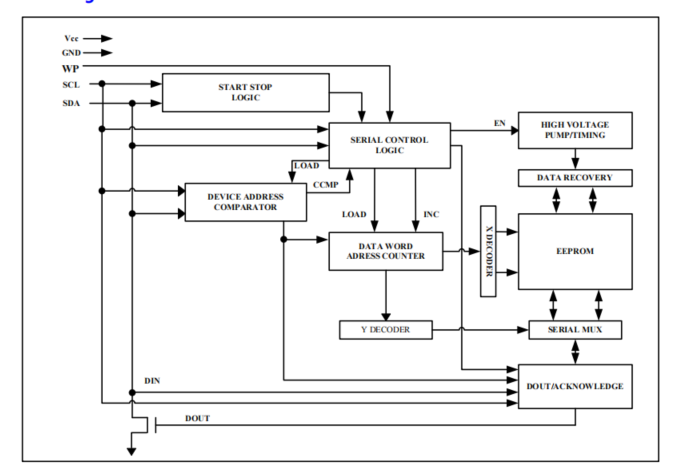 Vcc
GND
WP
SCL
SDA
START STOP
LOGIC
SERIAL CONTROL
LOGIC
EN
HIGH VOLTAGE
PUMP/TIMING
DATA RECOVERY
LOAD
CCMP
DEVICE ADDRESS
COMPARATOR
LOAD
INC
DATA WORD
ADRESS COUNTER
X DECODER
EEPROM
Y DECODER
SERIAL MUX
DIN
DOUT/ACKNOWLEDGE
DOUT